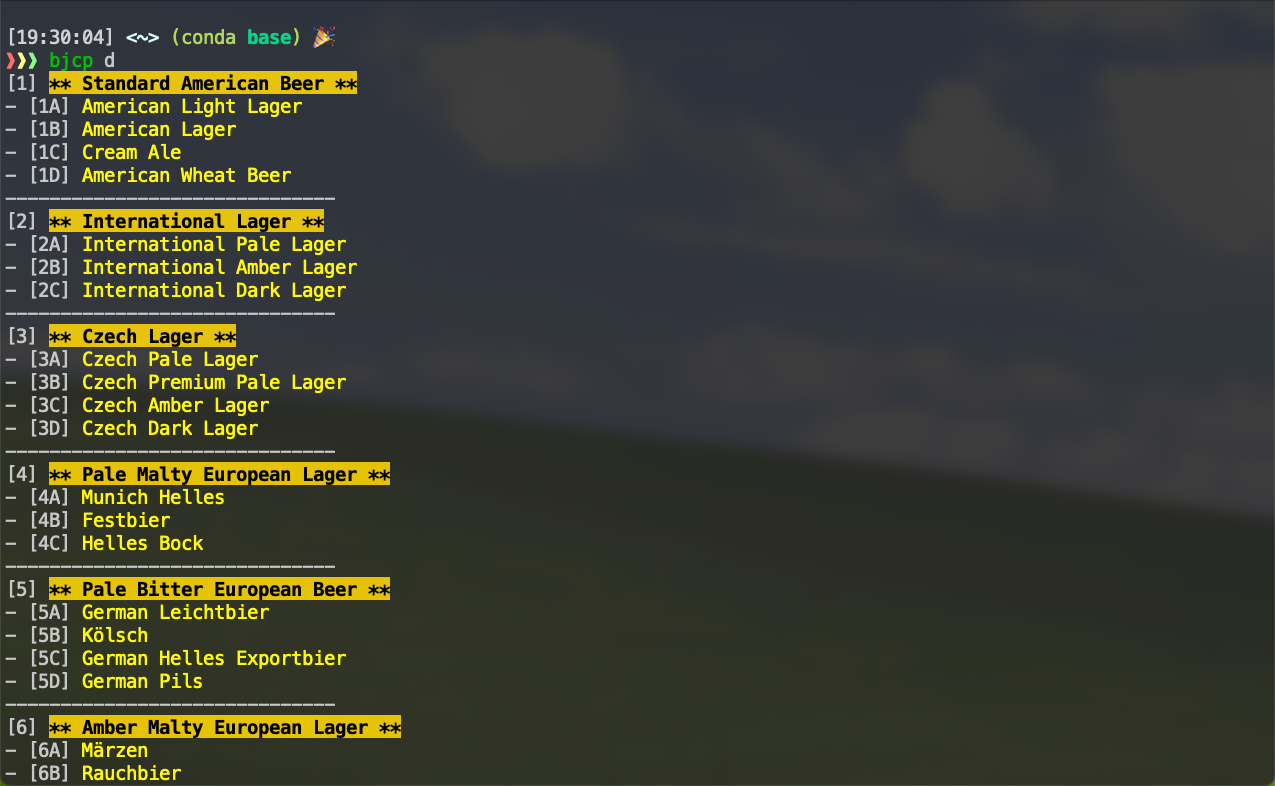 [19:30:04] <~> (conda base) 🎉
❯❯❯ bjcp d
[1] ** Standard American Beer **
– [1A] American Light Lager
– [1B] American Lager
– [1C] Cream Ale
– [1D] American Wheat Beer
------------------------------
[2] ** International Lager **
– [2A] International Pale Lager
– [2B] International Amber Lager
– [2C] International Dark Lager
------------------------------
[3] ** Czech Lager **
– [3A] Czech Pale Lager
– [3B] Czech Premium Pale Lager
– [3C] Czech Amber Lager
– [3D] Czech Dark Lager
------------------------------
[4] ** Pale Malty European Lager **
– [4A] Munich Helles
– [4B] Festbier
– [4C] Helles Bock
------------------------------
[5] ** Pale Bitter European Beer **
– [5A] German Leichtbier
– [5B] Kölsch
– [5C] German Helles Exportbier
– [5D] German Pils
------------------------------
[6] ** Amber Malty European Lager **
– [6A] Märzen
– [6B] Rauchbier